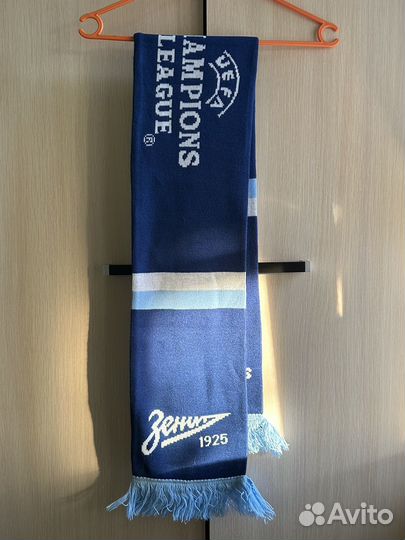 UEFA
CHAMPIONS
LEAGUE®
Зенит
1925
Avito